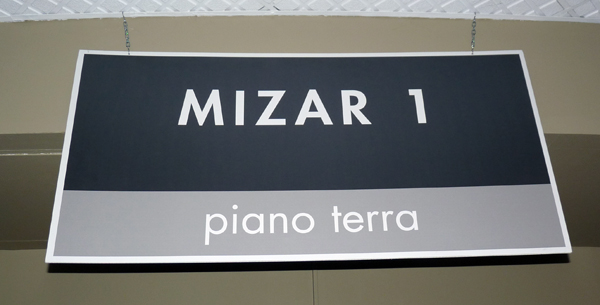 MIZAR 1
piano terra